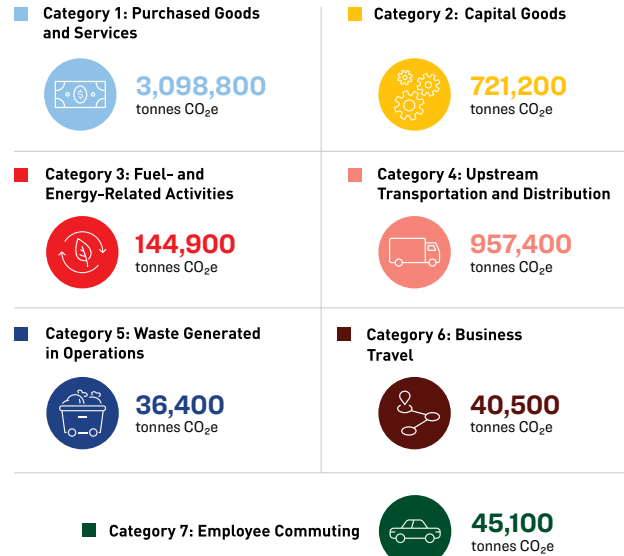 Category 1: Purchased Goods
and Services
$
3,098,800
tonnes CO₂e
Category 2: Capital Goods
721,200
tonnes CO₂e
Category 3: Fuel- and
Energy-Related Activities
144,900
tonnes CO₂e
Category 4: Upstream
Transportation and Distribution
957,400
tonnes CO₂e
Category 5: Waste Generated
in Operations
36,400
tonnes CO₂e
Category 6: Business
Travel
40,500
tonnes CO₂e
Category 7: Employee Commuting
45,100
tonnes CO₂e